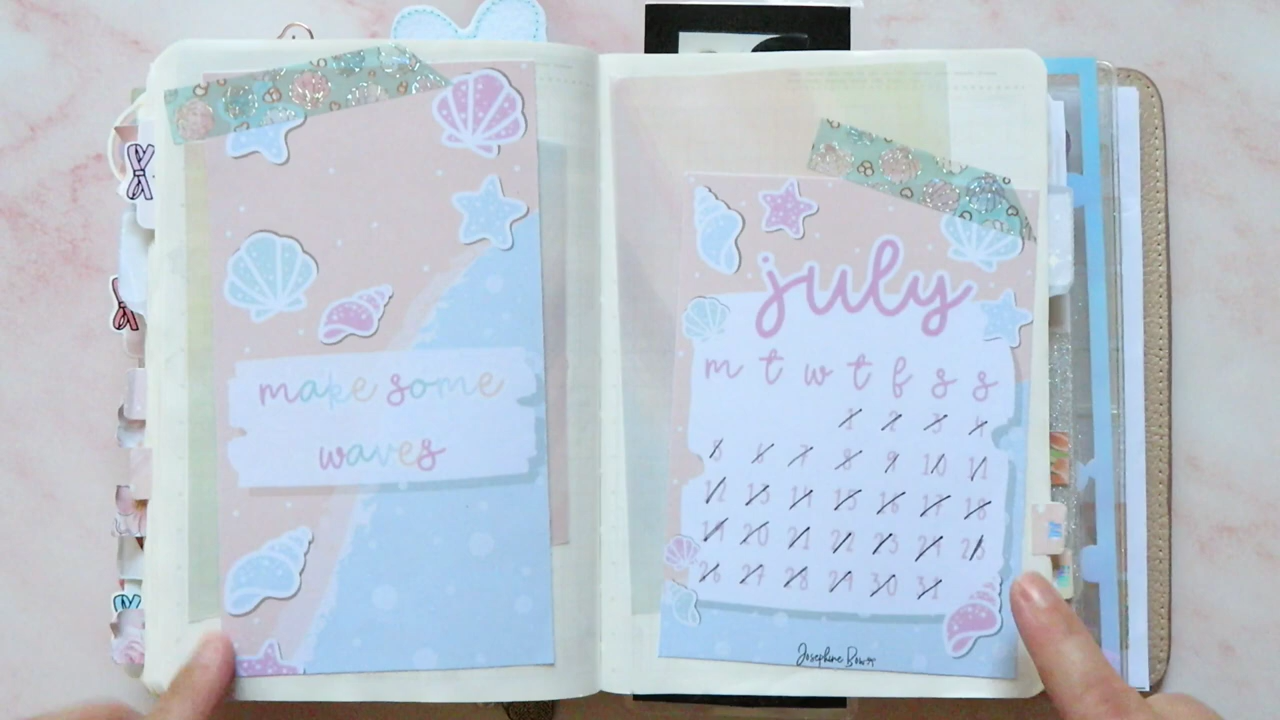 make some
waves
july
m t w t f s s
1 2 3 4
5 6 7 8 9 10 11
12 13 14 15 16 17 18
19 20 21 22 23 24 25
26 27 28 29 30 31
Josephine Bow